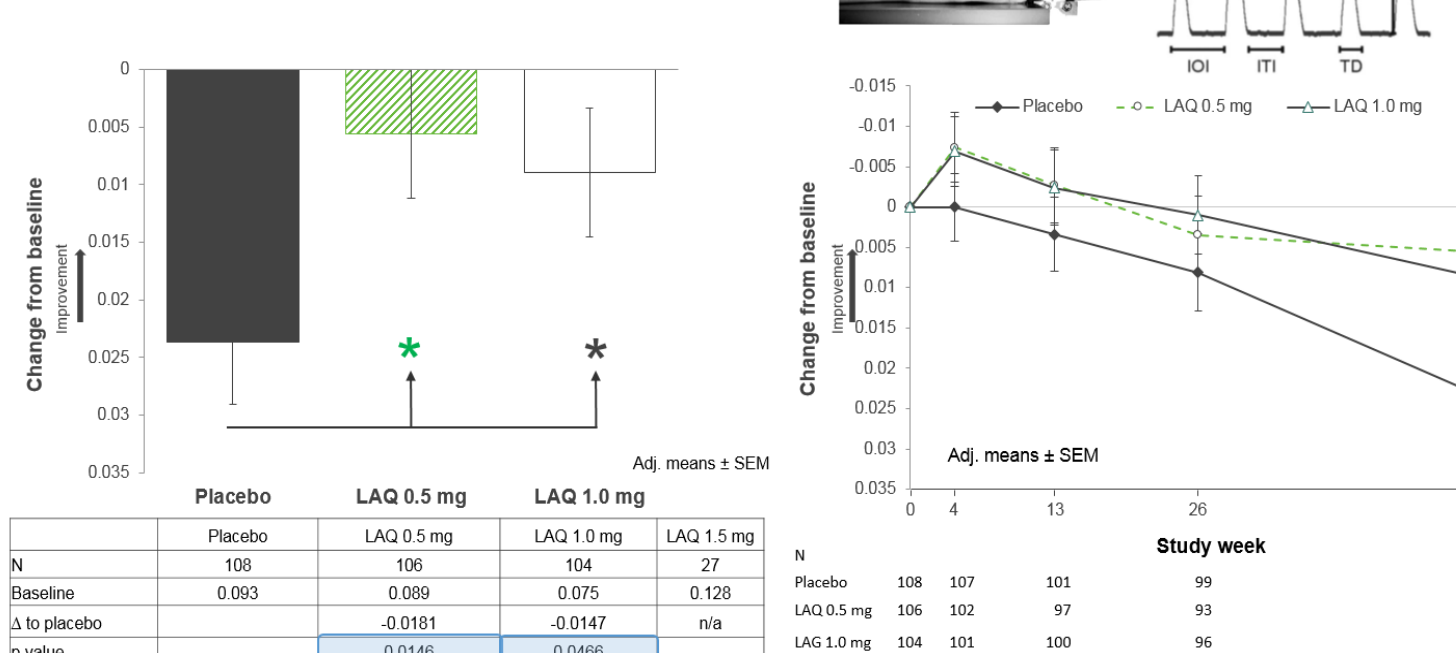 0
0.005
0.01
0.015
0.02
0.025
0.03
0.035
Change from baseline
Improvement
*
*
Adj. means ± SEM
Placebo LAQ 0.5 mg LAQ 1.0 mg
Placebo LAQ 0.5 mg LAQ 1.0 mg LAQ 1.5 mg
N 108 106 104 27
Baseline 0.093 0.089 0.075 0.128
Δ to placebo -0.0181 -0.0147 n/a
p value 0.0146 0.0466
IOI ITI TD
-0.015
-0.01
-0.005
0
0.005
0.01
0.015
0.02
0.025
0.03
0.035
Change from baseline
Improvement
Placebo LAQ 0.5 mg LAQ 1.0 mg
Adj. means ± SEM
0 4 13 26
Study week
N
Placebo 108 107 101 99
LAQ 0.5 mg 106 102 97 93
LAG 1.0 mg 104 101 100 96